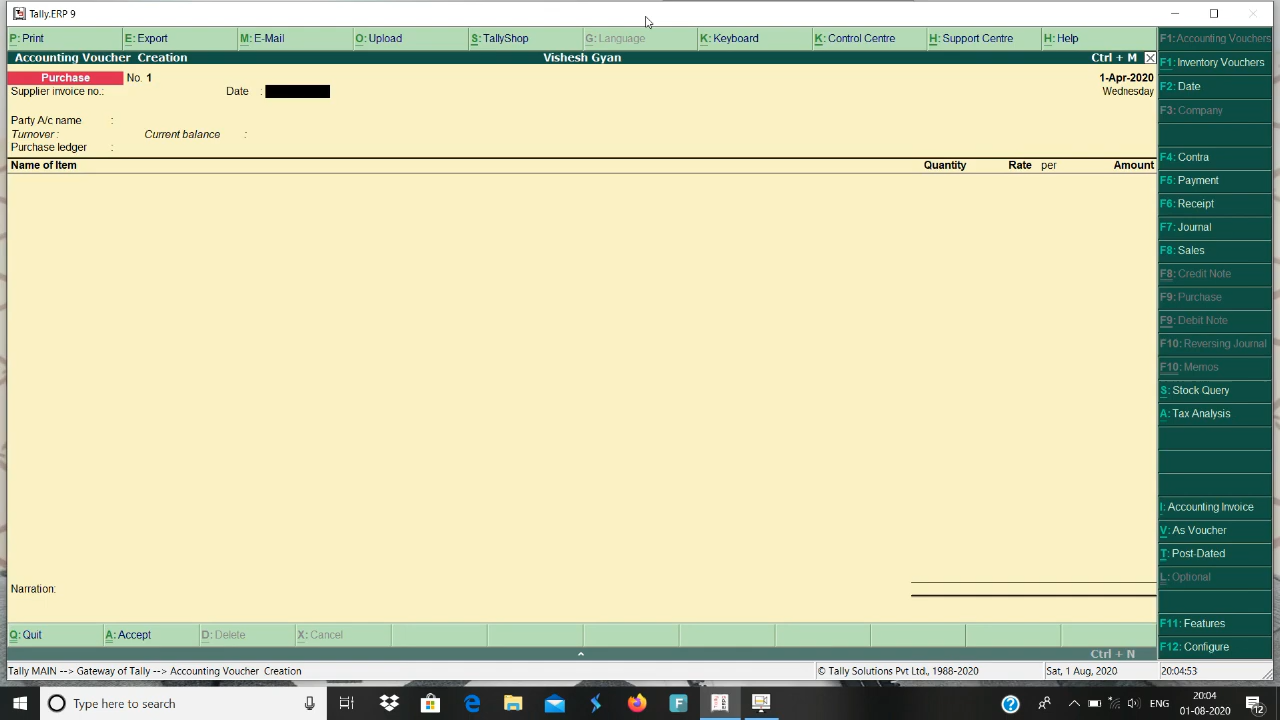 Tally.ERP 9
P: Print E: Export M: E-Mail O: Upload S: TallyShop G: Language K: Keyboard K: Control Centre H: Support Centre H: Help
Accounting Voucher Creation Vishesh Gyan Ctrl + M
Purchase No. 1 1-Apr-2020
Supplier invoice no.: Date : Wednesday
Party A/c name :
Turnover : Current balance :
Purchase ledger :
Name of Item Quantity Rate per Amount
Narration:
Q: Quit A: Accept D: Delete X: Cancel
Ctrl + N
F1: Accounting Vouchers
F1: Inventory Vouchers
F2: Date
F3: Company
F4: Contra
F5: Payment
F6: Receipt
F7: Journal
F8: Sales
F8: Credit Note
F9: Purchase
F9: Debit Note
F10: Reversing Journal
F10: Memos
S: Stock Query
A: Tax Analysis
I: Accounting Invoice
V: As Voucher
T: Post-Dated
L: Optional
F11: Features
F12: Configure
Tally MAIN --> Gateway of Tally --> Accounting Voucher Creation © Tally Solutions Pvt Ltd, 1988-2020 Sat, 1 Aug, 2020 20:04:53
Type here to search ENG 20:04
01-08-2020